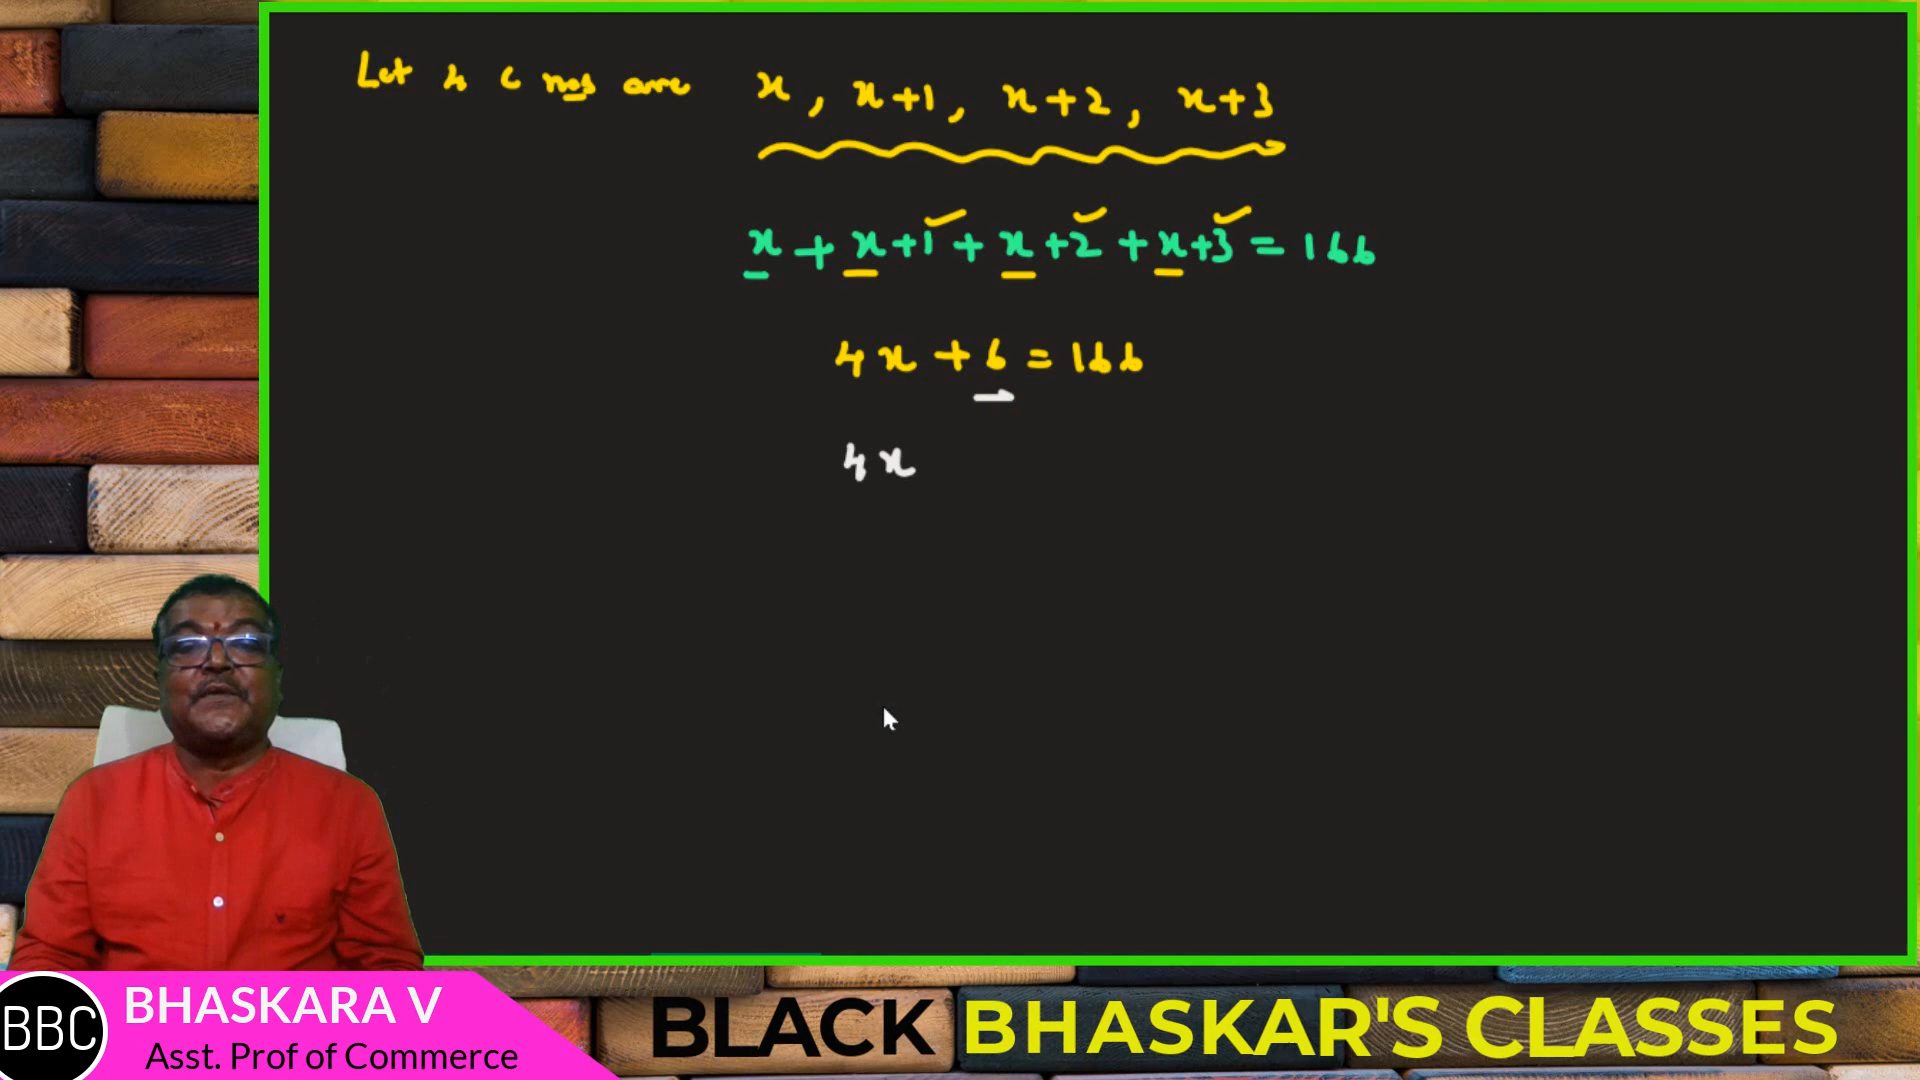 Let 4 C nos are x, x+1, x+2, x+3
x + x+1 + x+2 + x+3 = 166
4x + 6 = 166
4x
BBC
BHASKARA V
Asst. Prof of Commerce
BLACK BHASKAR'S CLASSES